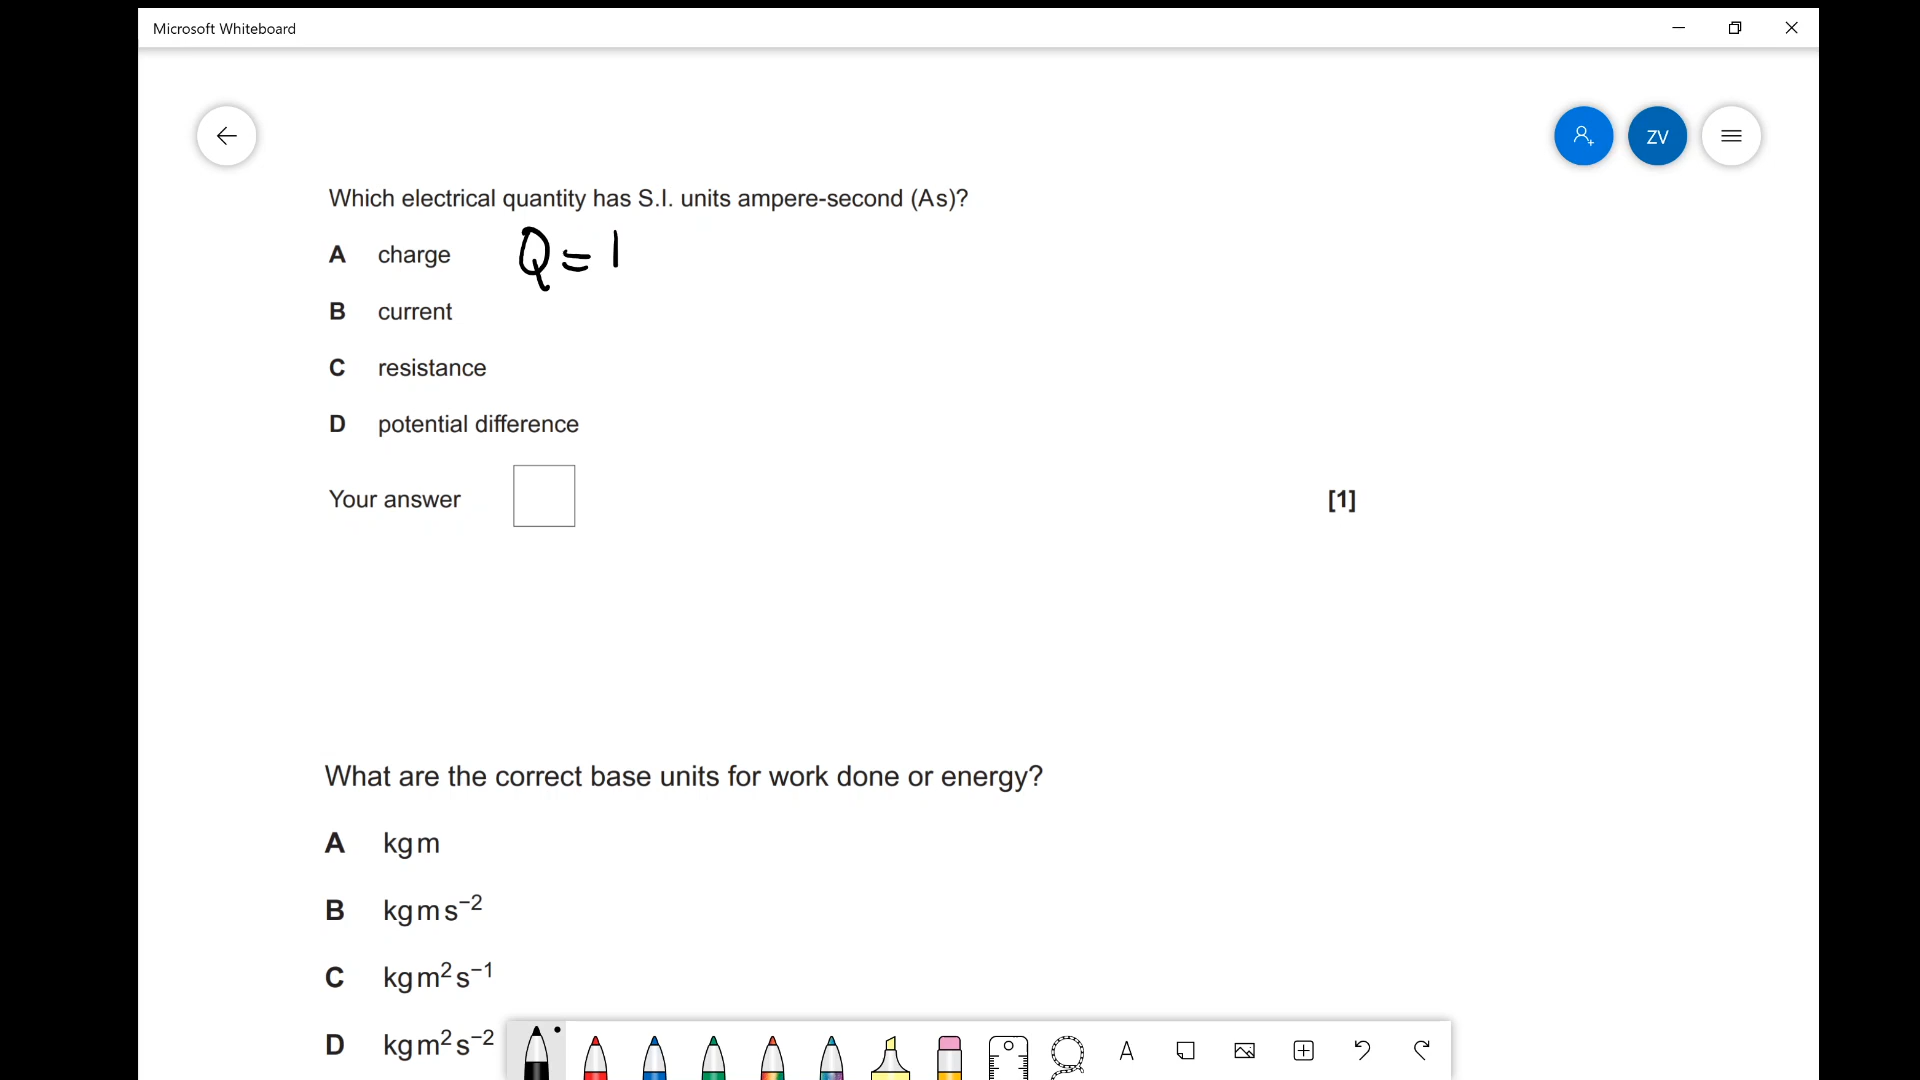 Microsoft Whiteboard
ZV
Which electrical quantity has S.I. units ampere-second (As)?
A charge Q = I
B current
C resistance
D potential difference
Your answer [1]
What are the correct base units for work done or energy?
A kg m
B kg m s⁻²
C kg m² s⁻¹
D kg m² s⁻²
A